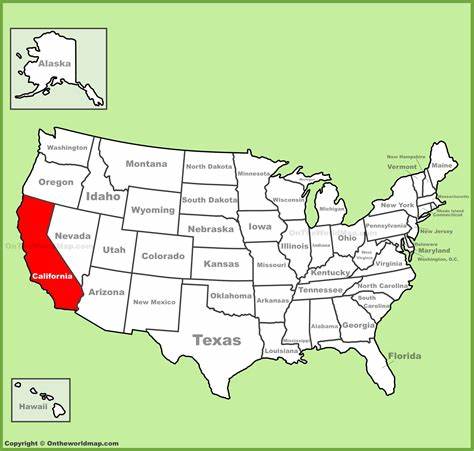 Alaska
Washington
Oregon
California
Nevada
Idaho
Montana
Wyoming
Utah
Colorado
Arizona
New Mexico
North Dakota
South Dakota
Nebraska
Kansas
Oklahoma
Texas
Minnesota
Iowa
Missouri
Arkansas
Louisiana
Wisconsin
Illinois
Michigan
Indiana
Ohio
Kentucky
Tennessee
Mississippi
Alabama
Georgia
Florida
South
Carolina
North Carolina
Virginia
West
Virginia
Pennsylvania
New York
New Hampshire
Vermont
Maine
Massachusetts
Rhode Island
Connecticut
New Jersey
Delaware
Maryland
Washington, D.C.
Hawaii
Copyright © Ontheworldmap.com